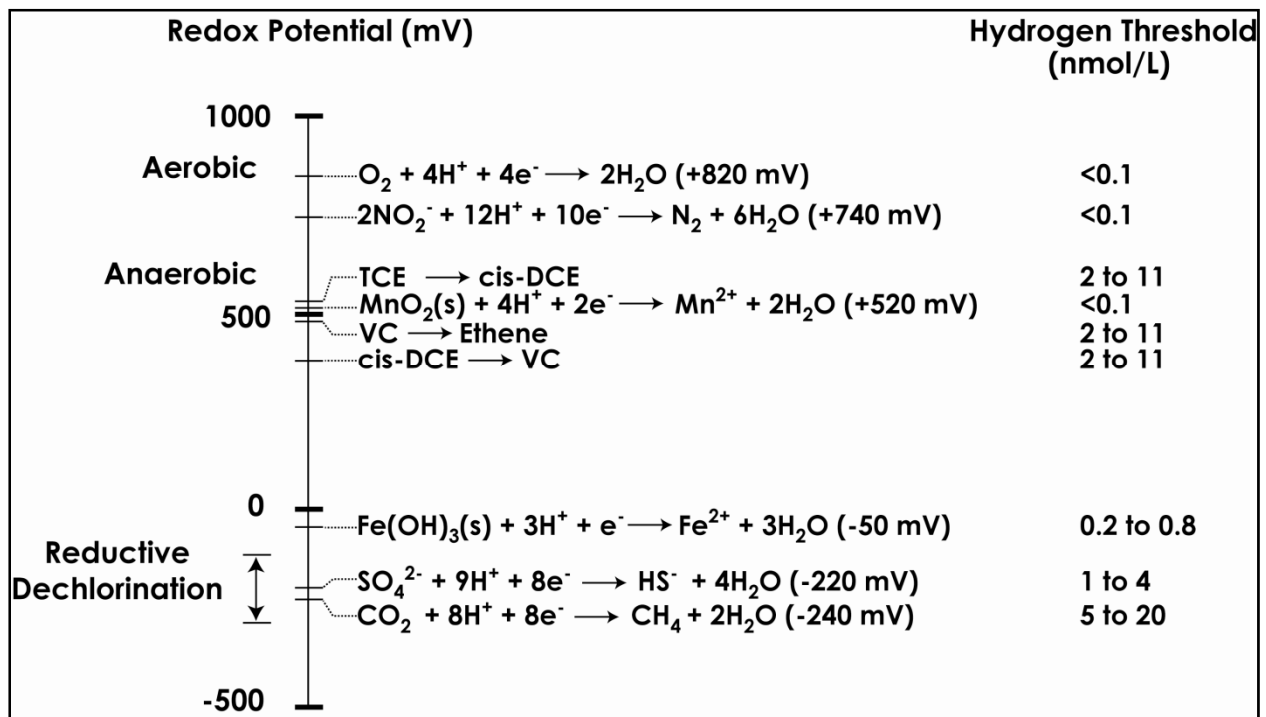 Redox Potential (mV) Hydrogen Threshold
(nmol/L)
1000
Aerobic
O₂ + 4H⁺ + 4e⁻ → 2H₂O (+820 mV) <0.1
2NO₂⁻ + 12H⁺ + 10e⁻ → N₂ + 6H₂O (+740 mV) <0.1
Anaerobic
TCE → cis-DCE 2 to 11
MnO₂(s) + 4H⁺ + 2e⁻ → Mn²⁺ + 2H₂O (+520 mV) <0.1
500
VC → Ethene 2 to 11
cis-DCE → VC 2 to 11
0
Fe(OH)₃(s) + 3H⁺ + e⁻ → Fe²⁺ + 3H₂O (-50 mV) 0.2 to 0.8
Reductive
Dechlorination
SO₄²⁻ + 9H⁺ + 8e⁻ → HS⁻ + 4H₂O (-220 mV) 1 to 4
CO₂ + 8H⁺ + 8e⁻ → CH₄ + 2H₂O (-240 mV) 5 to 20
-500